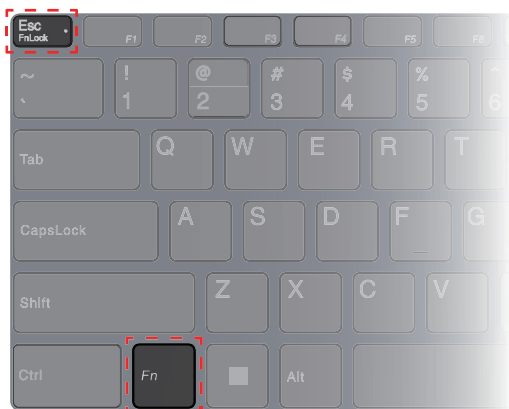 Esc
FnLock
F1
F2
F3
F4
F5
F6
~
`
!
1
@
2
#
3
$
4
%
5
^
6
Tab
Q
W
E
R
T
CapsLock
A
S
D
F
G
Shift
Z
X
C
V
Ctrl
Fn
Alt